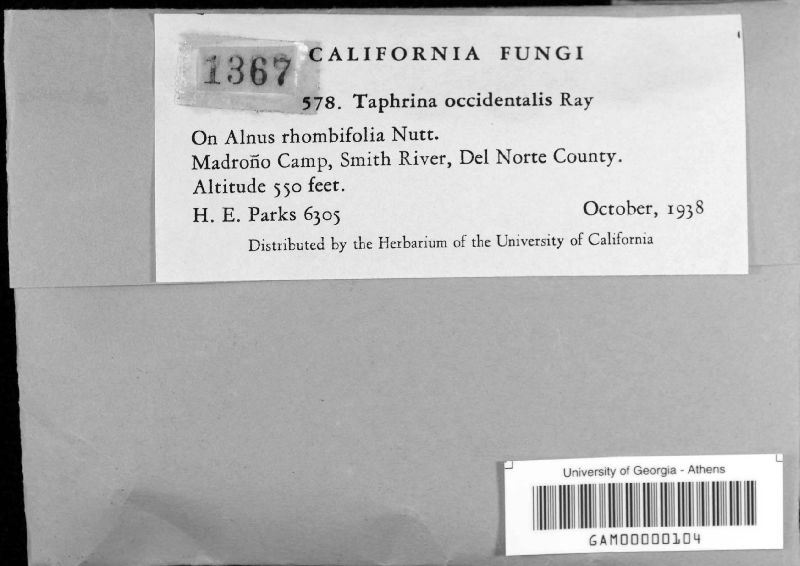 1367
CALIFORNIA FUNGI
578. Taphrina occidentalis Ray
On Alnus rhombifolia Nutt.
Madroño Camp, Smith River, Del Norte County.
Altitude 550 feet.
H. E. Parks 6305 October, 1938
Distributed by the Herbarium of the University of California
University of Georgia - Athens
GAM00000104